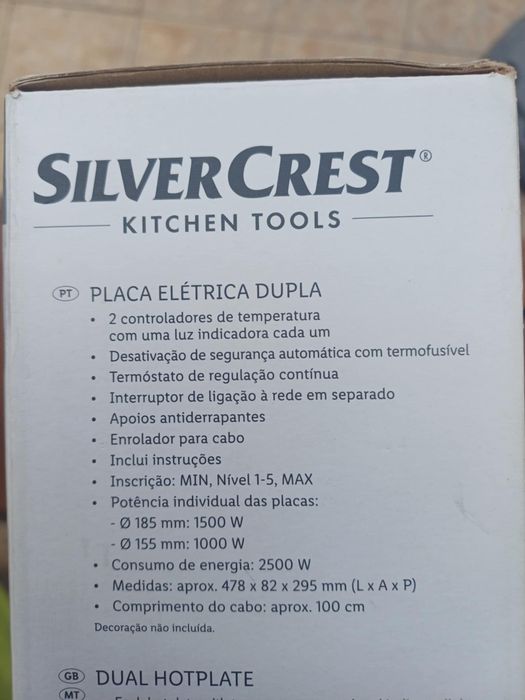 SILVERCREST®
KITCHEN TOOLS
PT PLACA ELÉTRICA DUPLA
• 2 controladores de temperatura
com uma luz indicadora cada um
• Desativação de segurança automática com termofusível
• Termóstato de regulação contínua
• Interruptor de ligação à rede em separado
• Apoios antiderrapantes
• Enrolador para cabo
• Inclui instruções
• Inscrição: MIN, Nível 1-5, MAX
• Potência individual das placas:
- Ø 185 mm: 1500 W
- Ø 155 mm: 1000 W
• Consumo de energia: 2500 W
• Medidas: aprox. 478 x 82 x 295 mm (L x A x P)
• Comprimento do cabo: aprox. 100 cm
Decoração não incluída.
GB DUAL HOTPLATE
MT